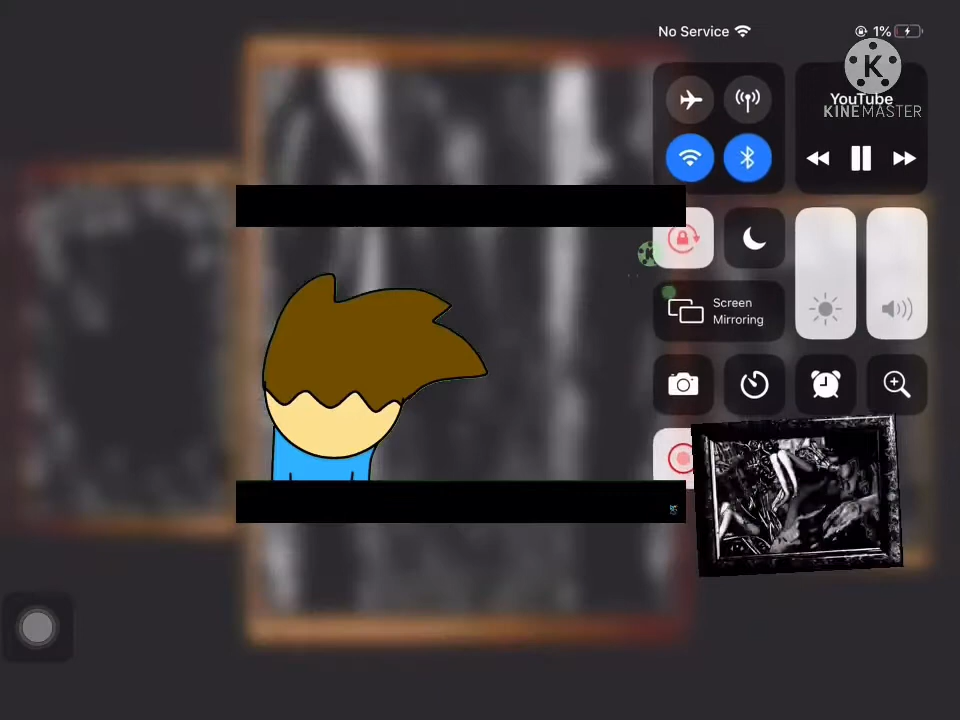 No Service
1%
K
YouTube
KINEMASTER
Screen
Mirroring